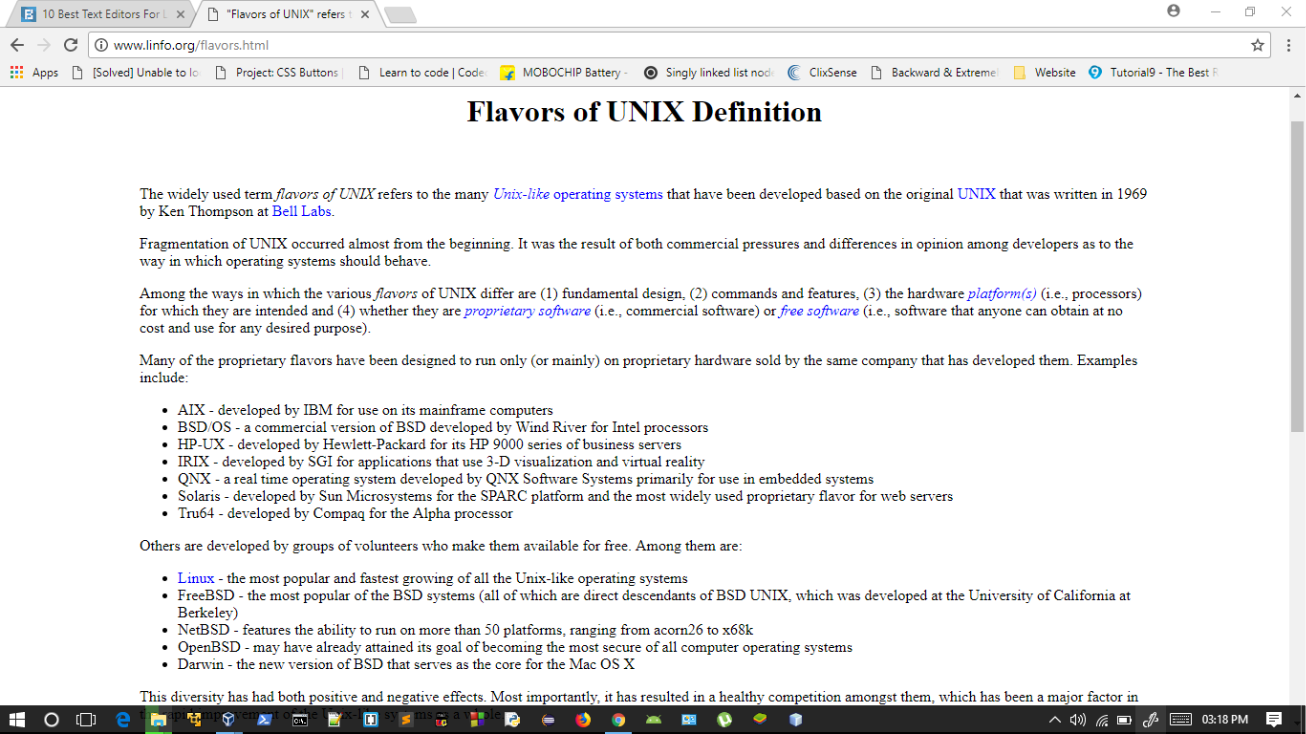 10 Best Text Editors For L
"Flavors of UNIX" refers t
www.linfo.org/flavors.html
Apps [Solved] Unable to lo Project: CSS Buttons Learn to code | Code MOBOCHIP Battery - Singly linked list nod ClixSense Backward & Extreme Website Tutorial9 - The Best R
Flavors of UNIX Definition
The widely used term flavors of UNIX refers to the many Unix-like operating systems that have been developed based on the original UNIX that was written in 1969
by Ken Thompson at Bell Labs.
Fragmentation of UNIX occurred almost from the beginning. It was the result of both commercial pressures and differences in opinion among developers as to the
way in which operating systems should behave.
Among the ways in which the various flavors of UNIX differ are (1) fundamental design, (2) commands and features, (3) the hardware platform(s) (i.e., processors)
for which they are intended and (4) whether they are proprietary software (i.e., commercial software) or free software (i.e., software that anyone can obtain at no
cost and use for any desired purpose).
Many of the proprietary flavors have been designed to run only (or mainly) on proprietary hardware sold by the same company that has developed them. Examples
include:
• AIX - developed by IBM for use on its mainframe computers
• BSD/OS - a commercial version of BSD developed by Wind River for Intel processors
• HP-UX - developed by Hewlett-Packard for its HP 9000 series of business servers
• IRIX - developed by SGI for applications that use 3-D visualization and virtual reality
• QNX - a real time operating system developed by QNX Software Systems primarily for use in embedded systems
• Solaris - developed by Sun Microsystems for the SPARC platform and the most widely used proprietary flavor for web servers
• Tru64 - developed by Compaq for the Alpha processor
Others are developed by groups of volunteers who make them available for free. Among them are:
• Linux - the most popular and fastest growing of all the Unix-like operating systems
• FreeBSD - the most popular of the BSD systems (all of which are direct descendants of BSD UNIX, which was developed at the University of California at
Berkeley)
• NetBSD - features the ability to run on more than 50 platforms, ranging from acorn26 to x68k
• OpenBSD - may have already attained its goal of becoming the most secure of all computer operating systems
• Darwin - the new version of BSD that serves as the core for the Mac OS X
This diversity has had both positive and negative effects. Most importantly, it has resulted in a healthy competition amongst them, which has been a major factor in
03:18 PM